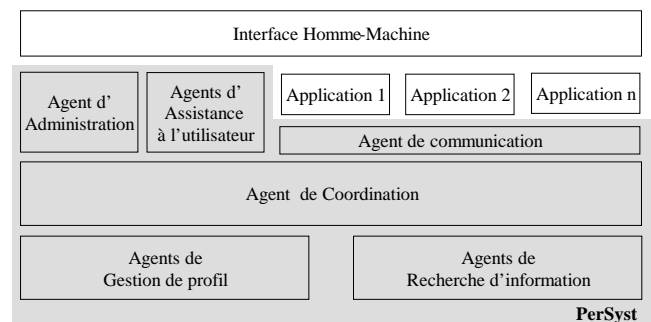 Interface Homme-Machine
Agent d'
Administration
Agents d'
Assistance
à l'utilisateur
Application 1
Application 2
Application n
Agent de communication
Agent de Coordination
Agents de
Gestion de profil
Agents de
Recherche d'information
PerSyst